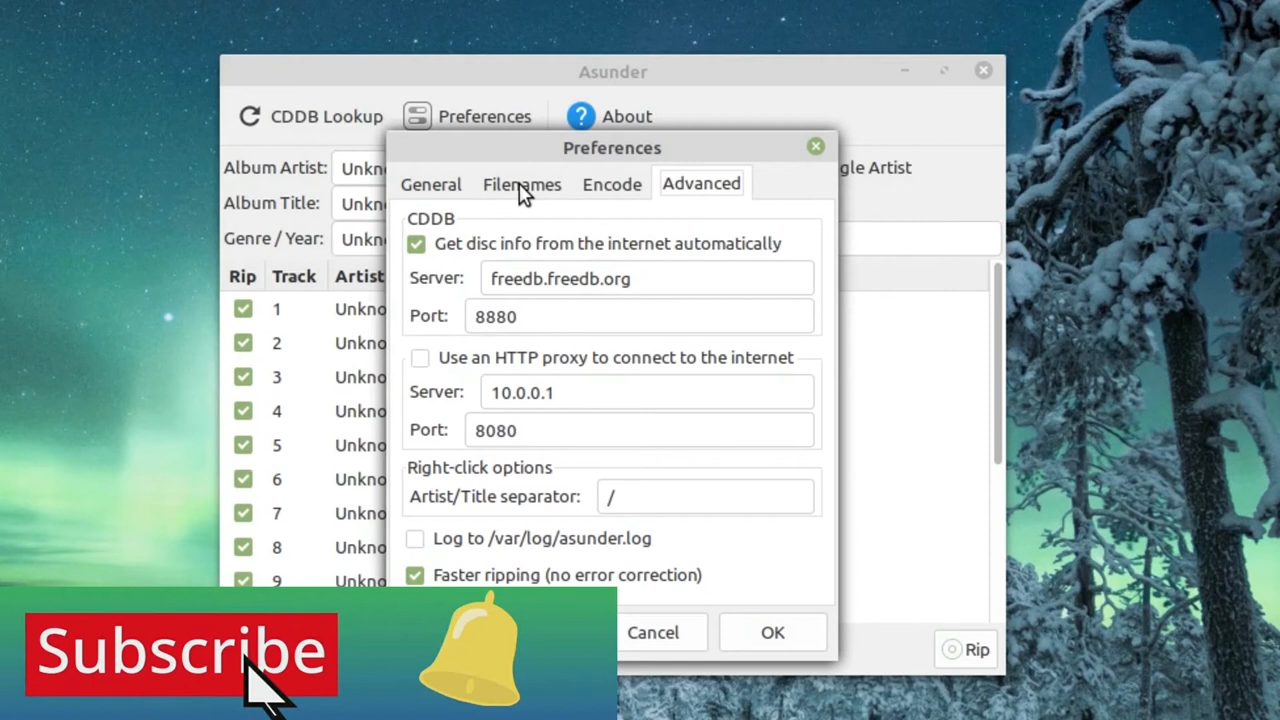 Asunder
CDDB Lookup Preferences ? About
Preferences
Album Artist: Unkn gle Artist
General Filenames Encode Advanced
Album Title: Unkn
CDDB
Genre / Year: Unkn
Get disc info from the internet automatically
Rip Track Artis
Server: freedb.freedb.org
1 Unkno
Port: 8880
2 Unkno
Use an HTTP proxy to connect to the internet
3 Unkno
Server: 10.0.0.1
4 Unkno
Port: 8080
5 Unkno
Right-click options
6 Unkno
Artist/Title separator: /
7 Unkno
Log to /var/log/asunder.log
8 Unkno
Faster ripping (no error correction)
9 Unkno
Cancel OK
Rip
Subscribe